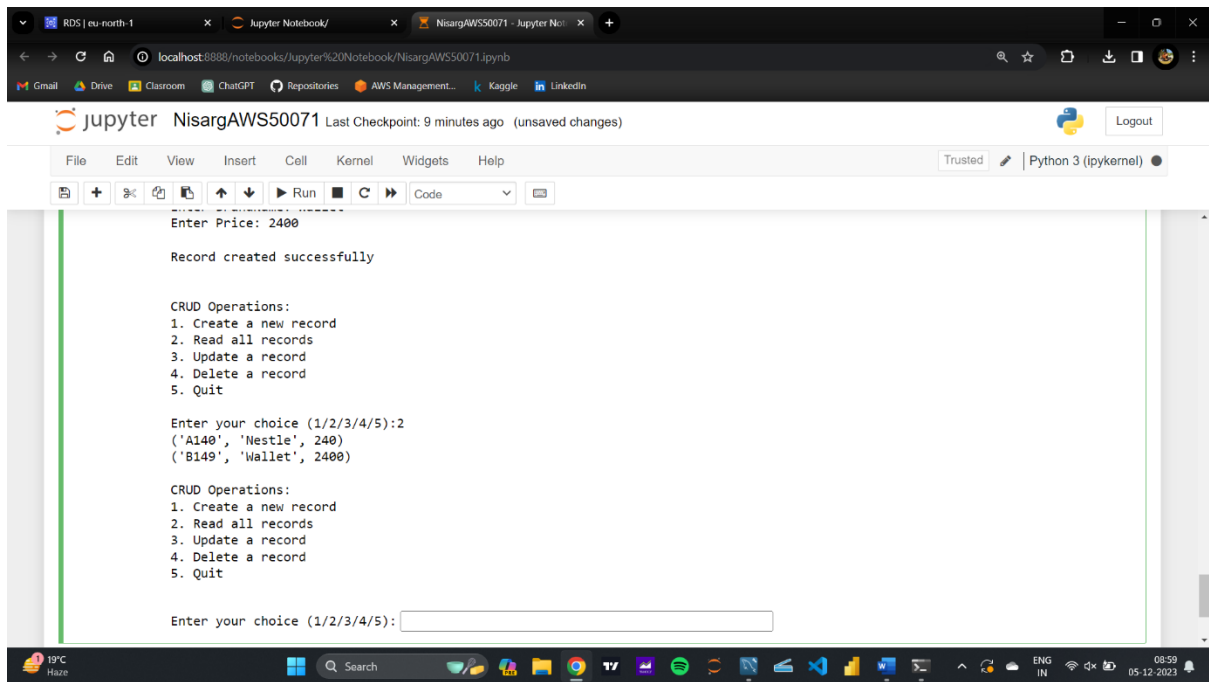 RDS | eu-north-1
Jupyter Notebook/
NisargAWS50071 - Jupyter Not
localhost:8888/notebooks/Jupyter%20Notebook/NisargAWS50071.ipynb
Gmail Drive Clasroom ChatGPT Repositories AWS Management... Kaggle LinkedIn
jupyter NisargAWS50071 Last Checkpoint: 9 minutes ago (unsaved changes)
Logout
File Edit View Insert Cell Kernel Widgets Help
Trusted Python 3 (ipykernel)
Run Code
Enter Price: 2400
Record created successfully
CRUD Operations:
1. Create a new record
2. Read all records
3. Update a record
4. Delete a record
5. Quit
Enter your choice (1/2/3/4/5):2
('A140', 'Nestle', 240)
('B149', 'Wallet', 2400)
CRUD Operations:
1. Create a new record
2. Read all records
3. Update a record
4. Delete a record
5. Quit
Enter your choice (1/2/3/4/5):
1
19°C
Haze
Search
ENG
IN
08:59
05-12-2023